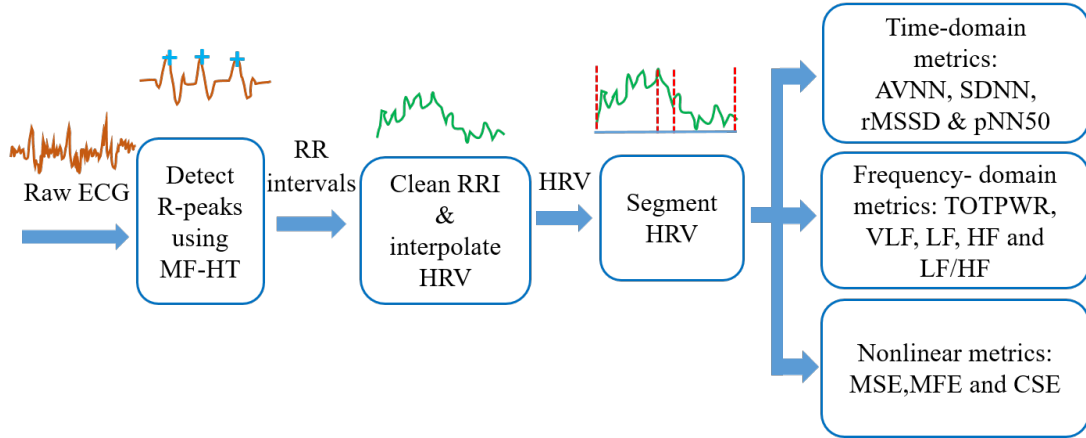 Raw ECG
Detect
R-peaks
using
MF-HT
RR
intervals
Clean RRI
&
interpolate
HRV
HRV
Segment
HRV
Time-domain
metrics:
AVNN, SDNN,
rMSSD & pNN50
Frequency- domain
metrics: TOTPWR,
VLF, LF, HF and
LF/HF
Nonlinear metrics:
MSE,MFE and CSE